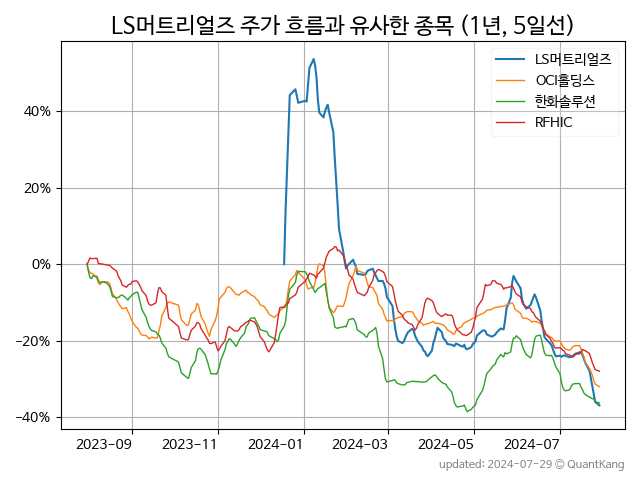 LS머트리얼즈 주가 흐름과 유사한 종목 (1년, 5일선)
LS머트리얼즈
OCI홀딩스
한화솔루션
RFHIC
40%
20%
0%
−20%
−40%
2023-09 2023-11 2024-01 2024-03 2024-05 2024-07
updated: 2024-07-29 © QuantKang